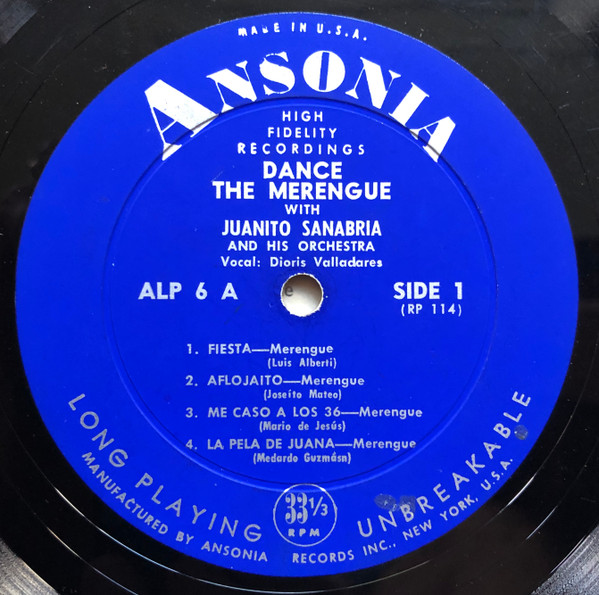 MADE IN U.S.A.
ANSONIA
HIGH
FIDELITY
RECORDINGS
DANCE
THE MERENGUE
WITH
JUANITO SANABRIA
AND HIS ORCHESTRA
Vocal: Dioris Valladares
ALP 6 A
SIDE 1
(RP 114)
1. FIESTA—Merengue
(Luis Alberti)
2. AFLOJAITO—Merengue
(Joseíto Mateo)
3. ME CASO A LOS 36—Merengue
(Mario de Jesús)
4. LA PELA DE JUANA—Merengue
(Medardo Guzmásn)
LONG PLAYING
33 1/3
RPM
UNBREAKABLE
MANUFACTURED BY ANSONIA RECORDS INC., NEW YORK, U.S.A.